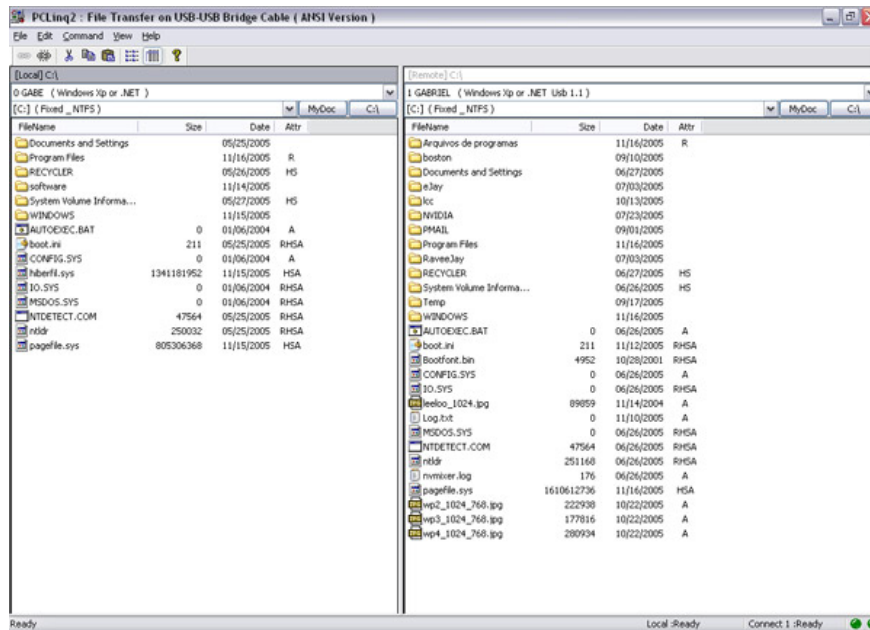 PCLinq2 : File Transfer on USB-USB Bridge Cable ( ANSI Version )
File Edit Command View Help
[Local] C:\
0 GABE ( Windows Xp or .NET )
[C:] ( Fixed _NTFS ) MyDoc C:\
FileName Size Date Attr
Documents and Settings 05/25/2005
Program Files 11/16/2005 R
RECYCLER 05/26/2005 HS
software 11/14/2005
System Volume Informa... 05/27/2005 HS
WINDOWS 11/15/2005
AUTOEXEC.BAT 0 01/06/2004 A
boot.ini 211 05/25/2005 RHSA
CONFIG.SYS 0 01/06/2004 A
hiberfil.sys 1341181952 11/15/2005 HSA
IO.SYS 0 01/06/2004 RHSA
MSDOS.SYS 0 01/06/2004 RHSA
NTDETECT.COM 47564 05/25/2005 RHSA
ntldr 250032 05/25/2005 RHSA
pagefile.sys 805306368 11/15/2005 HSA
[Remote] C:\
1 GABRIEL ( Windows Xp or .NET Usb 1.1 )
[C:] ( Fixed _NTFS ) MyDoc C:\
FileName Size Date Attr
Arquivos de programas 11/16/2005 R
boston 09/10/2005
Documents and Settings 06/27/2005
eJay 07/03/2005
lcc 10/13/2005
NVIDIA 07/23/2005
PMAIL 09/01/2005
Program Files 11/16/2005
RaveeJay 07/03/2005
RECYCLER 06/27/2005 HS
System Volume Informa... 06/26/2005 HS
Temp 09/17/2005
WINDOWS 11/16/2005
AUTOEXEC.BAT 0 06/26/2005 A
boot.ini 211 11/12/2005 RHSA
Bootfont.bin 4952 10/28/2001 RHSA
CONFIG.SYS 0 06/26/2005 A
IO.SYS 0 06/26/2005 RHSA
leeloo_1024.jpg 89859 11/14/2004 A
Log.txt 0 11/10/2005 A
MSDOS.SYS 0 06/26/2005 RHSA
NTDETECT.COM 47564 06/26/2005 RHSA
ntldr 251168 06/26/2005 RHSA
nvmixer.log 176 06/26/2005 A
pagefile.sys 1610612736 11/16/2005 HSA
wp2_1024_768.jpg 222938 10/22/2005 A
wp3_1024_768.jpg 177816 10/22/2005 A
wp4_1024_768.jpg 280934 10/22/2005 A
Ready Local :Ready Connect 1 :Ready